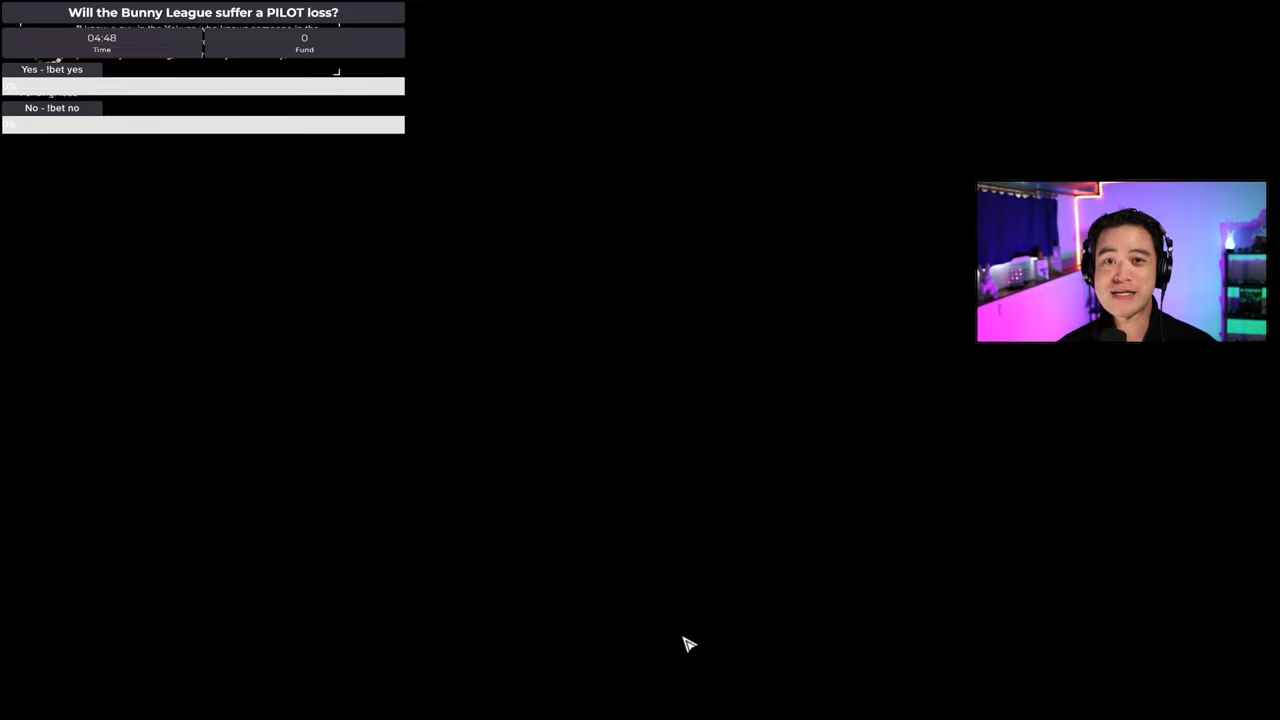 Will the Bunny League suffer a PILOT loss?
04:48
0
Time
Fund
Yes - !bet yes
No - !bet no